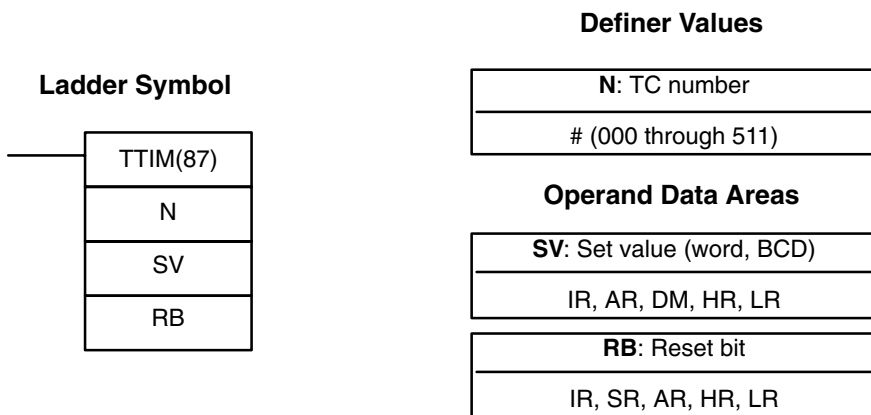 Ladder Symbol
TTIM(87)
N
SV
RB
Definer Values
N: TC number
# (000 through 511)
Operand Data Areas
SV: Set value (word, BCD)
IR, AR, DM, HR, LR
RB: Reset bit
IR, SR, AR, HR, LR